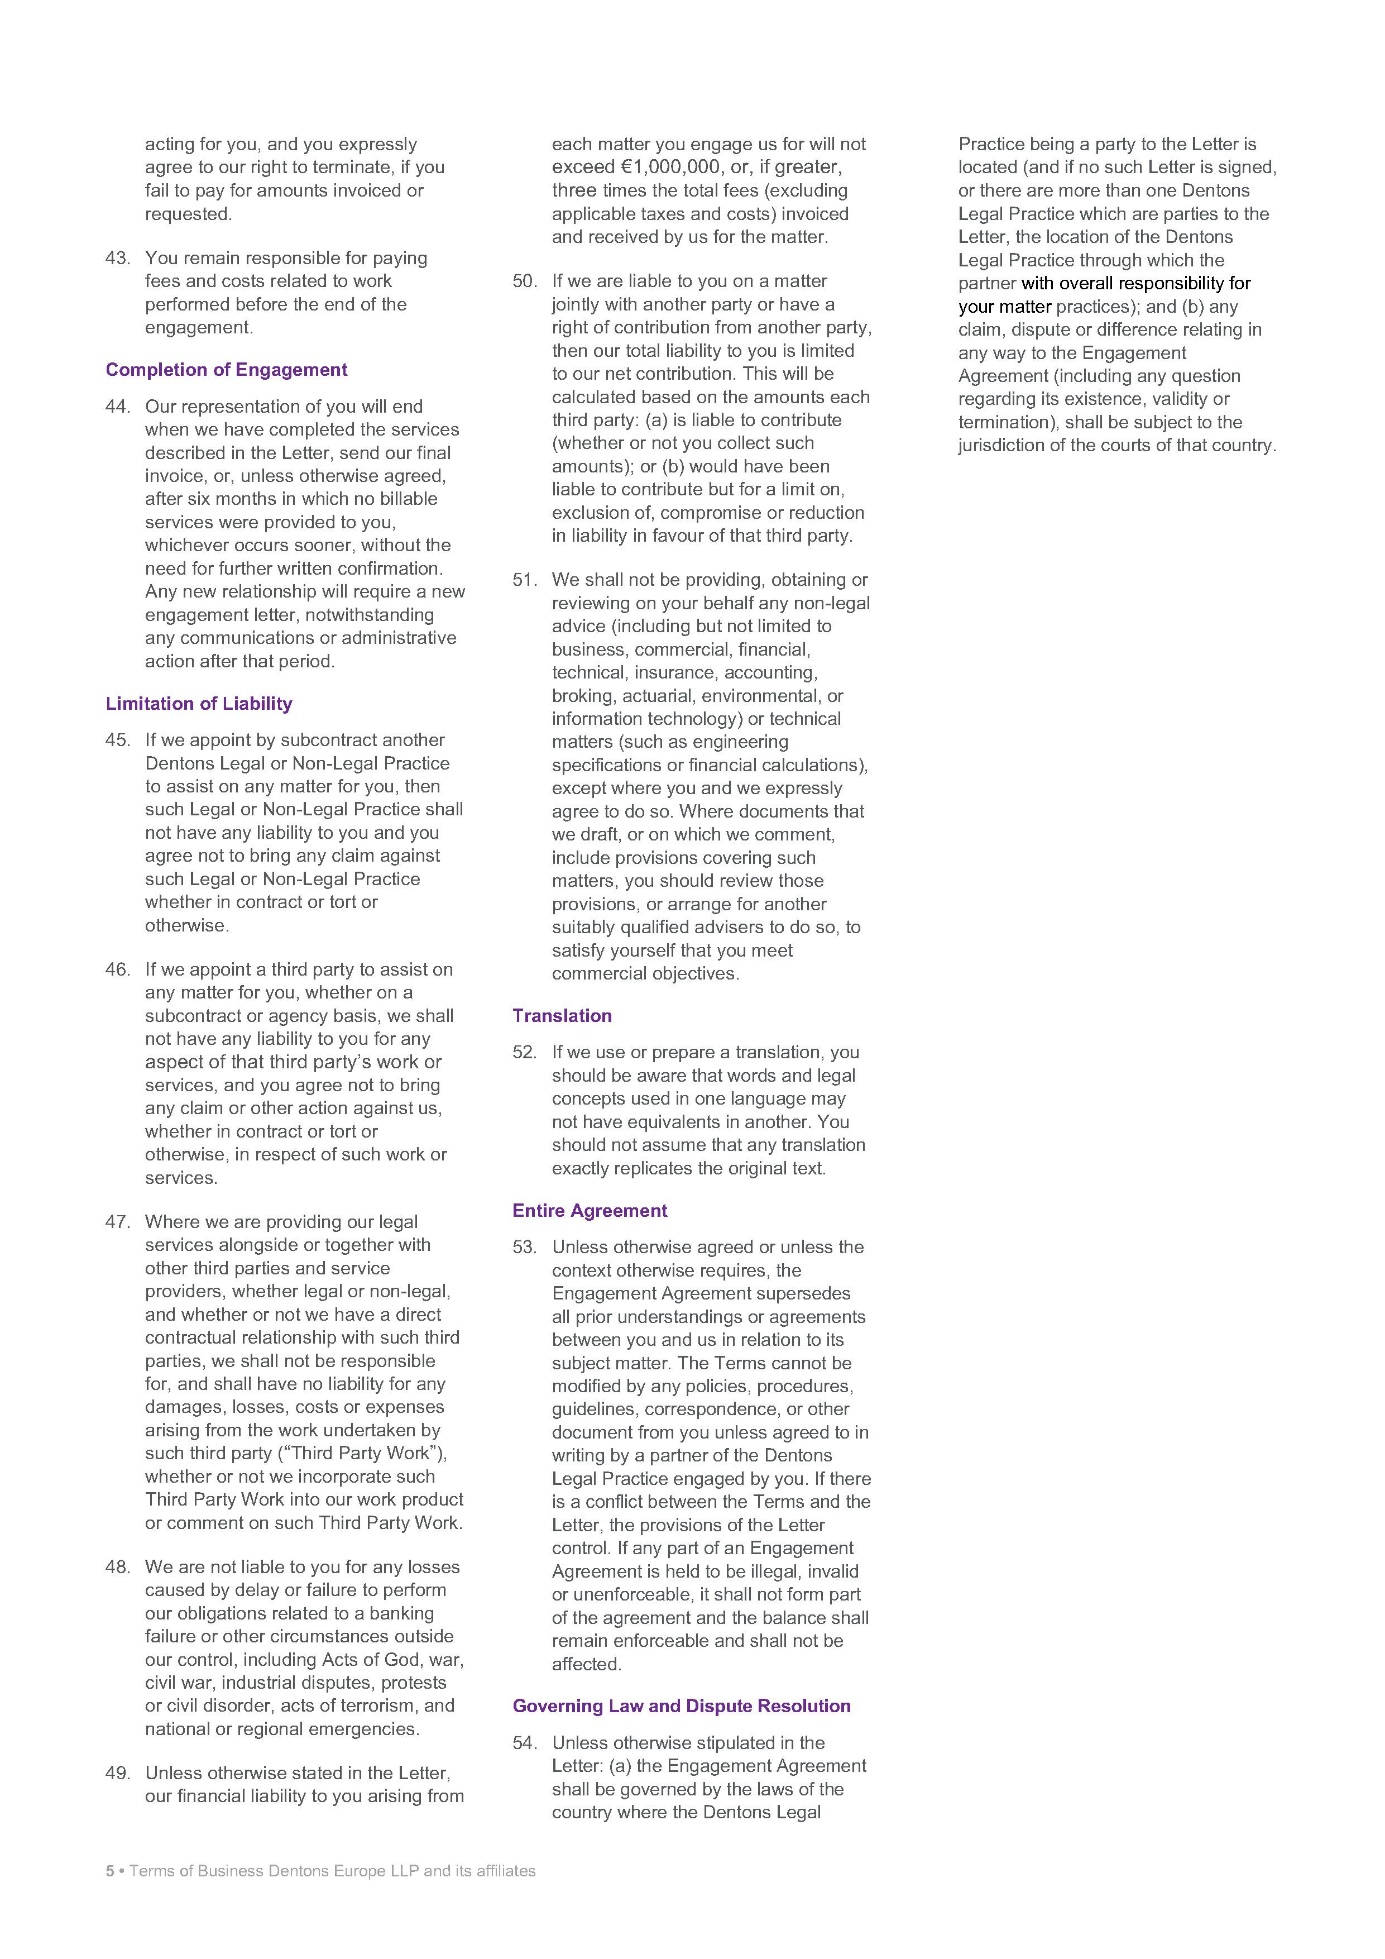 acting for you, and you expressly
agree to our right to terminate, if you
fail to pay for amounts invoiced or
requested.
43. You remain responsible for paying
fees and costs related to work
performed before the end of the
engagement.
Completion of Engagement
44. Our representation of you will end
when we have completed the services
described in the Letter, send our final
invoice, or, unless otherwise agreed,
after six months in which no billable
services were provided to you,
whichever occurs sooner, without the
need for further written confirmation.
Any new relationship will require a new
engagement letter, notwithstanding
any communications or administrative
action after that period.
Limitation of Liability
45. If we appoint by subcontract another
Dentons Legal or Non-Legal Practice
to assist on any matter for you, then
such Legal or Non-Legal Practice shall
not have any liability to you and you
agree not to bring any claim against
such Legal or Non-Legal Practice
whether in contract or tort or
otherwise.
46. If we appoint a third party to assist on
any matter for you, whether on a
subcontract or agency basis, we shall
not have any liability to you for any
aspect of that third party's work or
services, and you agree not to bring
any claim or other action against us,
whether in contract or tort or
otherwise, in respect of such work or
services.
47. Where we are providing our legal
services alongside or together with
other third parties and service
providers, whether legal or non-legal,
and whether or not we have a direct
contractual relationship with such third
parties, we shall not be responsible
for, and shall have no liability for any
damages, losses, costs or expenses
arising from the work undertaken by
such third party (“Third Party Work”),
whether or not we incorporate such
Third Party Work into our work product
or comment on such Third Party Work.
48. We are not liable to you for any losses
caused by delay or failure to perform
our obligations related to a banking
failure or other circumstances outside
our control, including Acts of God, war,
civil war, industrial disputes, protests
or civil disorder, acts of terrorism, and
national or regional emergencies.
49. Unless otherwise stated in the Letter,
our financial liability to you arising from
each matter you engage us for will not
exceed €1,000,000, or, if greater,
three times the total fees (excluding
applicable taxes and costs) invoiced
and received by us for the matter.
50. If we are liable to you on a matter
jointly with another party or have a
right of contribution from another party,
then our total liability to you is limited
to our net contribution. This will be
calculated based on the amounts each
third party: (a) is liable to contribute
(whether or not you collect such
amounts); or (b) would have been
liable to contribute but for a limit on,
exclusion of, compromise or reduction
in liability in favour of that third party.
51. We shall not be providing, obtaining or
reviewing on your behalf any non-legal
advice (including but not limited to
business, commercial, financial,
technical, insurance, accounting,
broking, actuarial, environmental, or
information technology) or technical
matters (such as engineering
specifications or financial calculations),
except where you and we expressly
agree to do so. Where documents that
we draft, or on which we comment,
include provisions covering such
matters, you should review those
provisions, or arrange for another
suitably qualified advisers to do so, to
satisfy yourself that you meet
commercial objectives.
Translation
52. If we use or prepare a translation, you
should be aware that words and legal
concepts used in one language may
not have equivalents in another. You
should not assume that any translation
exactly replicates the original text.
Entire Agreement
53. Unless otherwise agreed or unless the
context otherwise requires, the
Engagement Agreement supersedes
all prior understandings or agreements
between you and us in relation to its
subject matter. The Terms cannot be
modified by any policies, procedures,
guidelines, correspondence, or other
document from you unless agreed to in
writing by a partner of the Dentons
Legal Practice engaged by you. If there
is a conflict between the Terms and the
Letter, the provisions of the Letter
control. If any part of an Engagement
Agreement is held to be illegal, invalid
or unenforceable, it shall not form part
of the agreement and the balance shall
remain enforceable and shall not be
affected.
Governing Law and Dispute Resolution
54. Unless otherwise stipulated in the
Letter: (a) the Engagement Agreement
shall be governed by the laws of the
country where the Dentons Legal
Practice being a party to the Letter is
located (and if no such Letter is signed,
or there are more than one Dentons
Legal Practice which are parties to the
Letter, the location of the Dentons
Legal Practice through which the
partner with overall responsibility for
your matter practices); and (b) any
claim, dispute or difference relating in
any way to the Engagement
Agreement (including any question
regarding its existence, validity or
termination), shall be subject to the
jurisdiction of the courts of that country.
5 • Terms of Business Dentons Europe LLP and its affiliates